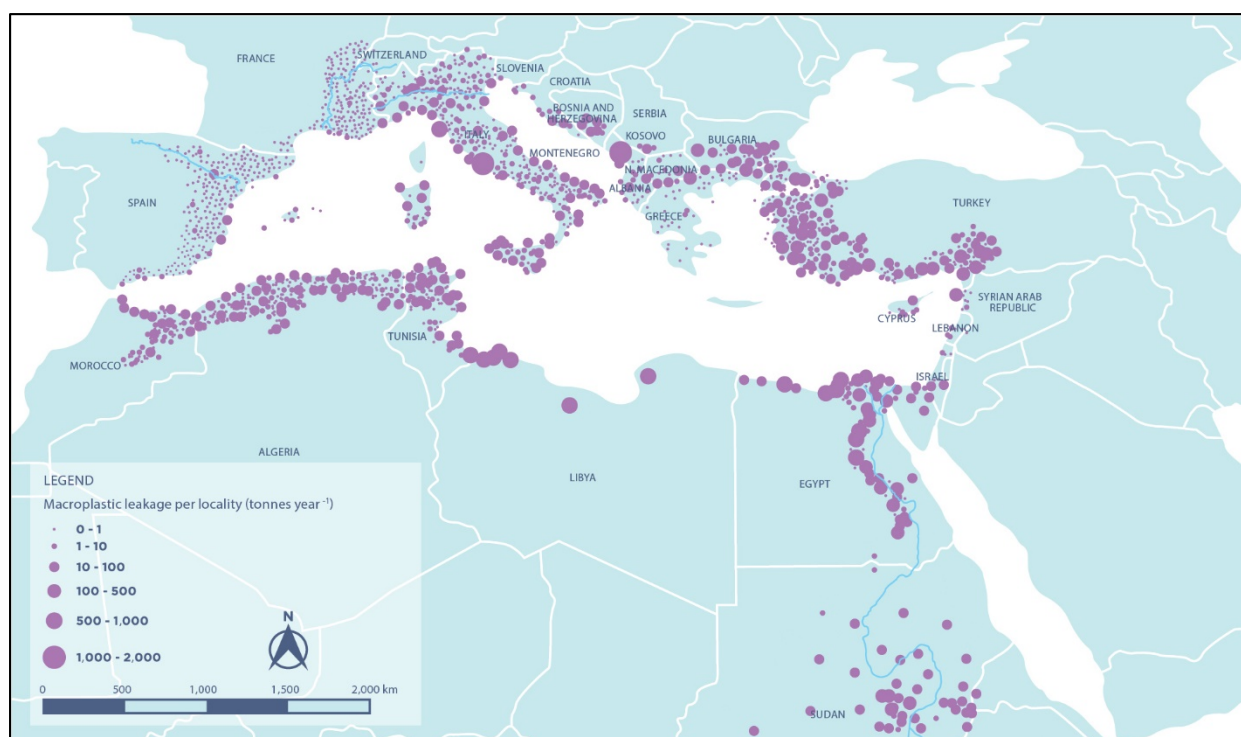 FRANCE
SWITZERLAND
SLOVENIA
CROATIA
BOSNIA AND
HERZEGOVINA
SERBIA
ITALY
KOSOVO
BULGARIA
MONTENEGRO
N. MACEDONIA
ALBANIA
SPAIN
GREECE
TURKEY
SYRIAN ARAB
REPUBLIC
CYPRUS
LEBANON
TUNISIA
MOROCCO
ISRAEL
ALGERIA
LIBYA
EGYPT
SUDAN
LEGEND
Macroplastic leakage per locality (tonnes year ⁻¹)
0 - 1
1 - 10
10 - 100
100 - 500
500 - 1,000
1,000 - 2,000
N
0 500 1,000 1,500 2,000 km